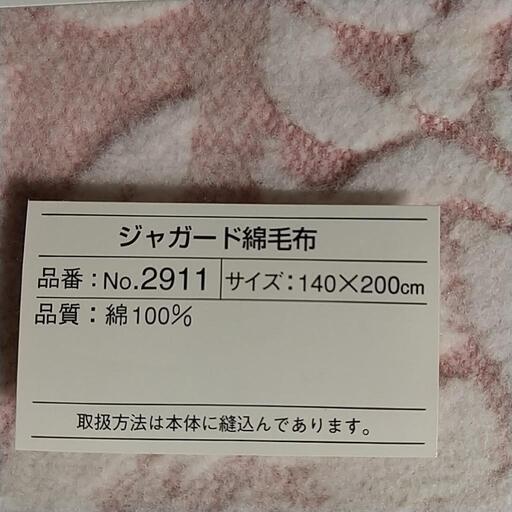 ジャガード綿毛布
品番：No.2911 サイズ：140×200cm
品質：綿100％
取扱方法は本体に縫込んであります。